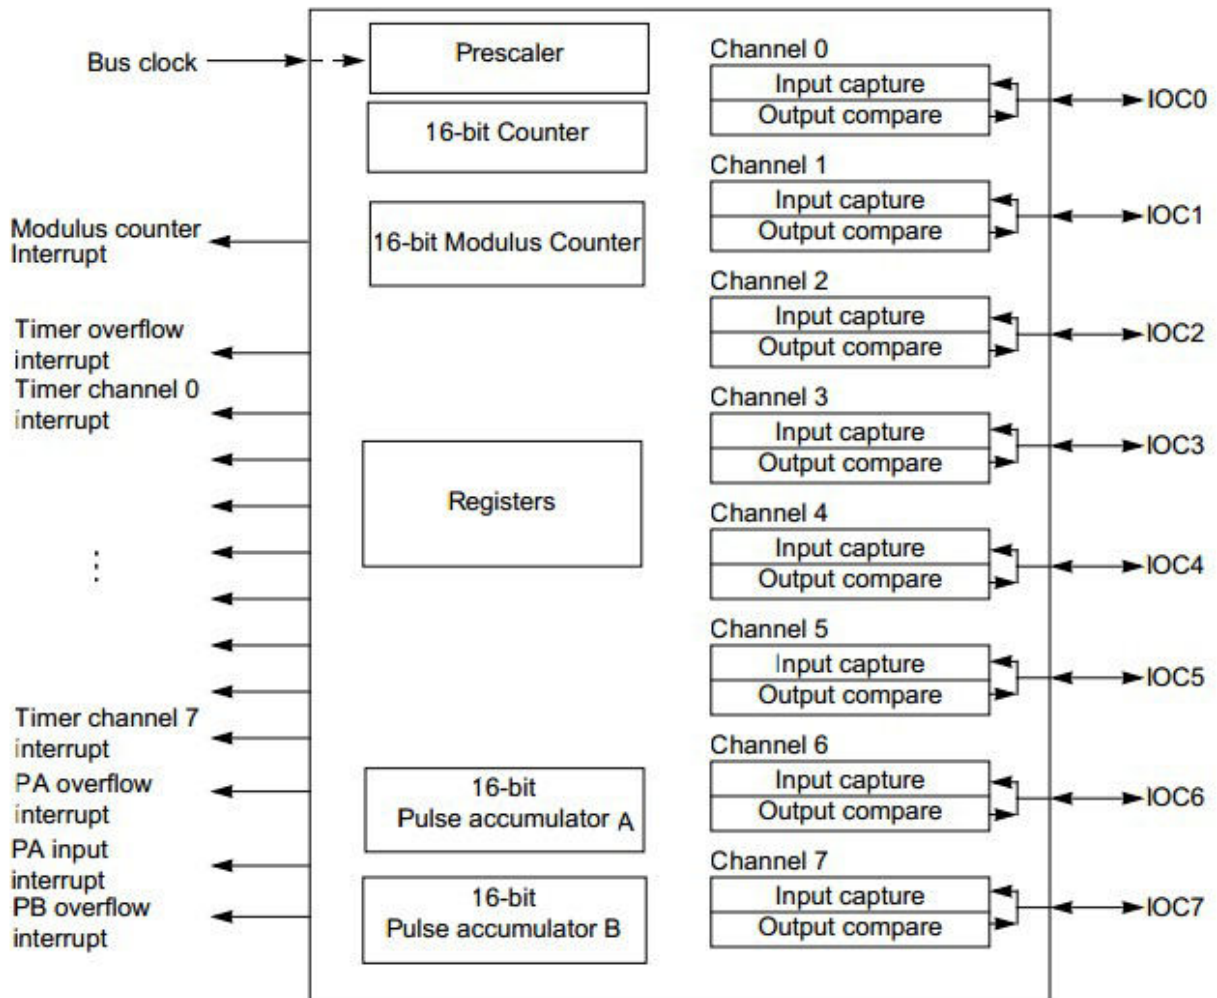 Bus clock
Modulus counter
Interrupt
Timer overflow
interrupt
Timer channel 0
interrupt
⋮
Timer channel 7
interrupt
PA overflow
interrupt
PA input
interrupt
PB overflow
interrupt
Prescaler
16-bit Counter
16-bit Modulus Counter
Registers
16-bit
Pulse accumulator A
16-bit
Pulse accumulator B
Channel 0
Input capture
Output compare
IOC0
Channel 1
Input capture
Output compare
IOC1
Channel 2
Input capture
Output compare
IOC2
Channel 3
Input capture
Output compare
IOC3
Channel 4
Input capture
Output compare
IOC4
Channel 5
Input capture
Output compare
IOC5
Channel 6
Input capture
Output compare
IOC6
Channel 7
Input capture
Output compare
IOC7